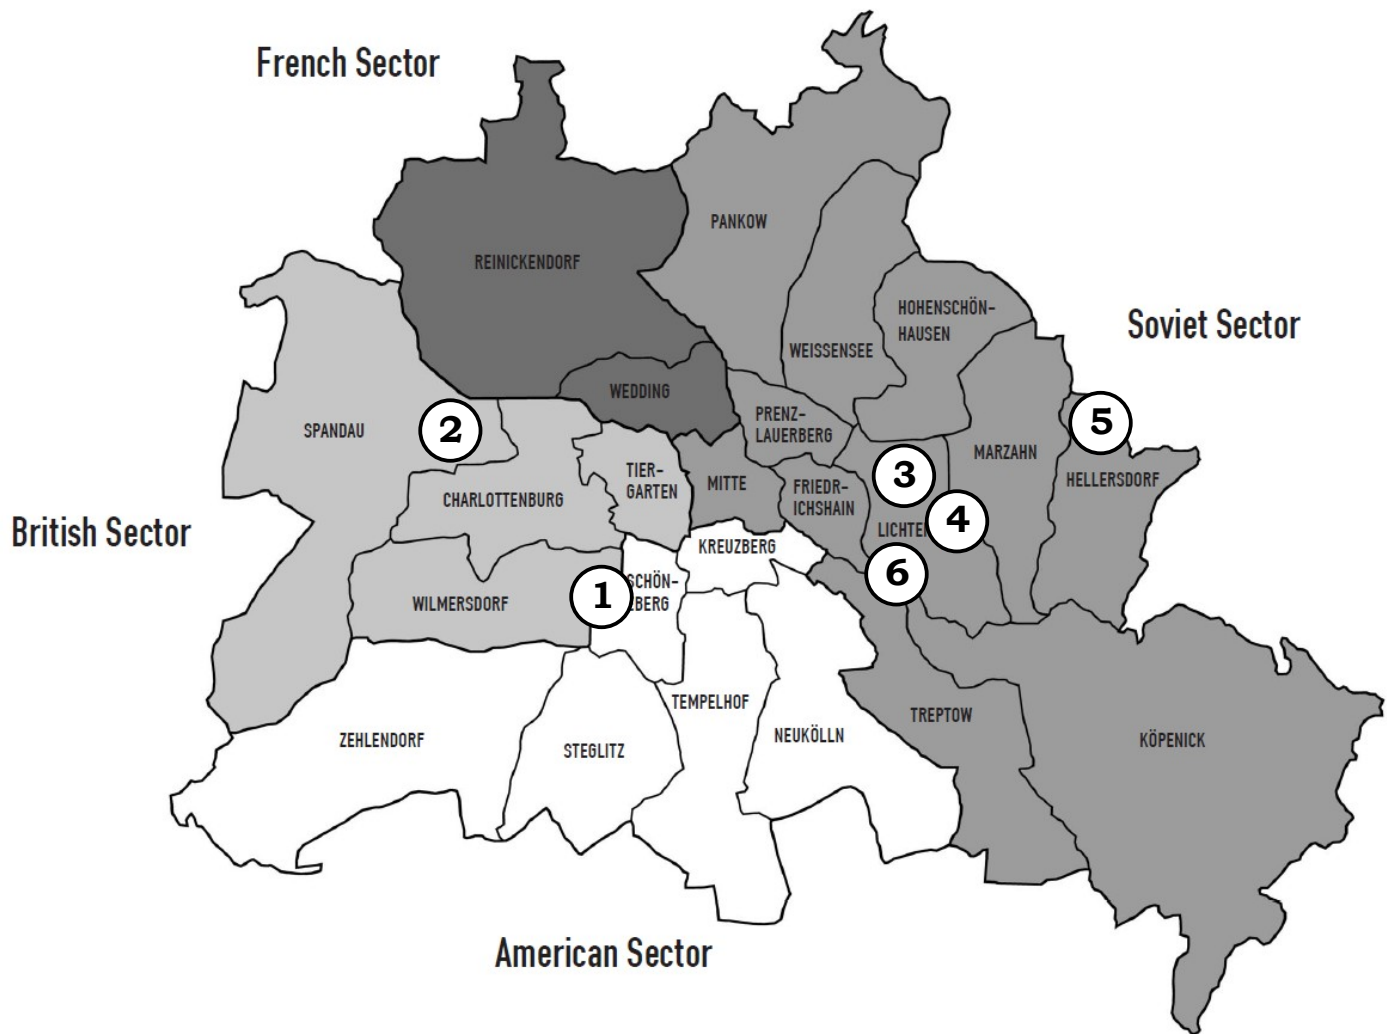 French Sector
PANKOW
REINICKENDORF
HOHENSCHÖN-
HAUSEN
Soviet Sector
WEISSENSEE
WEDDING
PRENZ-
LAUERBERG
5
SPANDAU
2
MARZAHN
TIER-
GARTEN
3
HELLERSDORF
CHARLOTTENBURG
MITTE
FRIEDR-
ICHSHAIN
British Sector
4
KREUZBERG
6
WILMERSDORF
1
TEMPELHOF
TREPTOW
ZEHLENDORF
STEGLITZ
NEUKÖLLN
KÖPENICK
American Sector